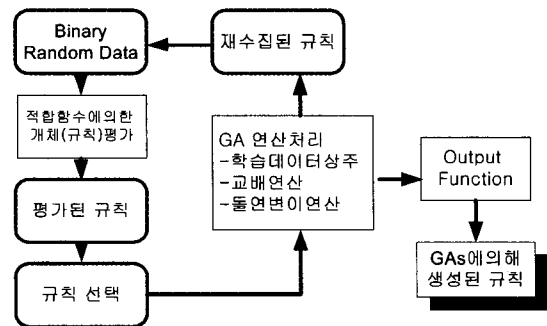 Binary
Random Data
재수집된 규칙
적합함수에의한
개체(규칙)평가
GA 연산처리
-학습데이터상주
-교배연산
-돌연변이연산
Output
Function
평가된 규칙
규칙 선택
GAs에의해
생성된 규칙